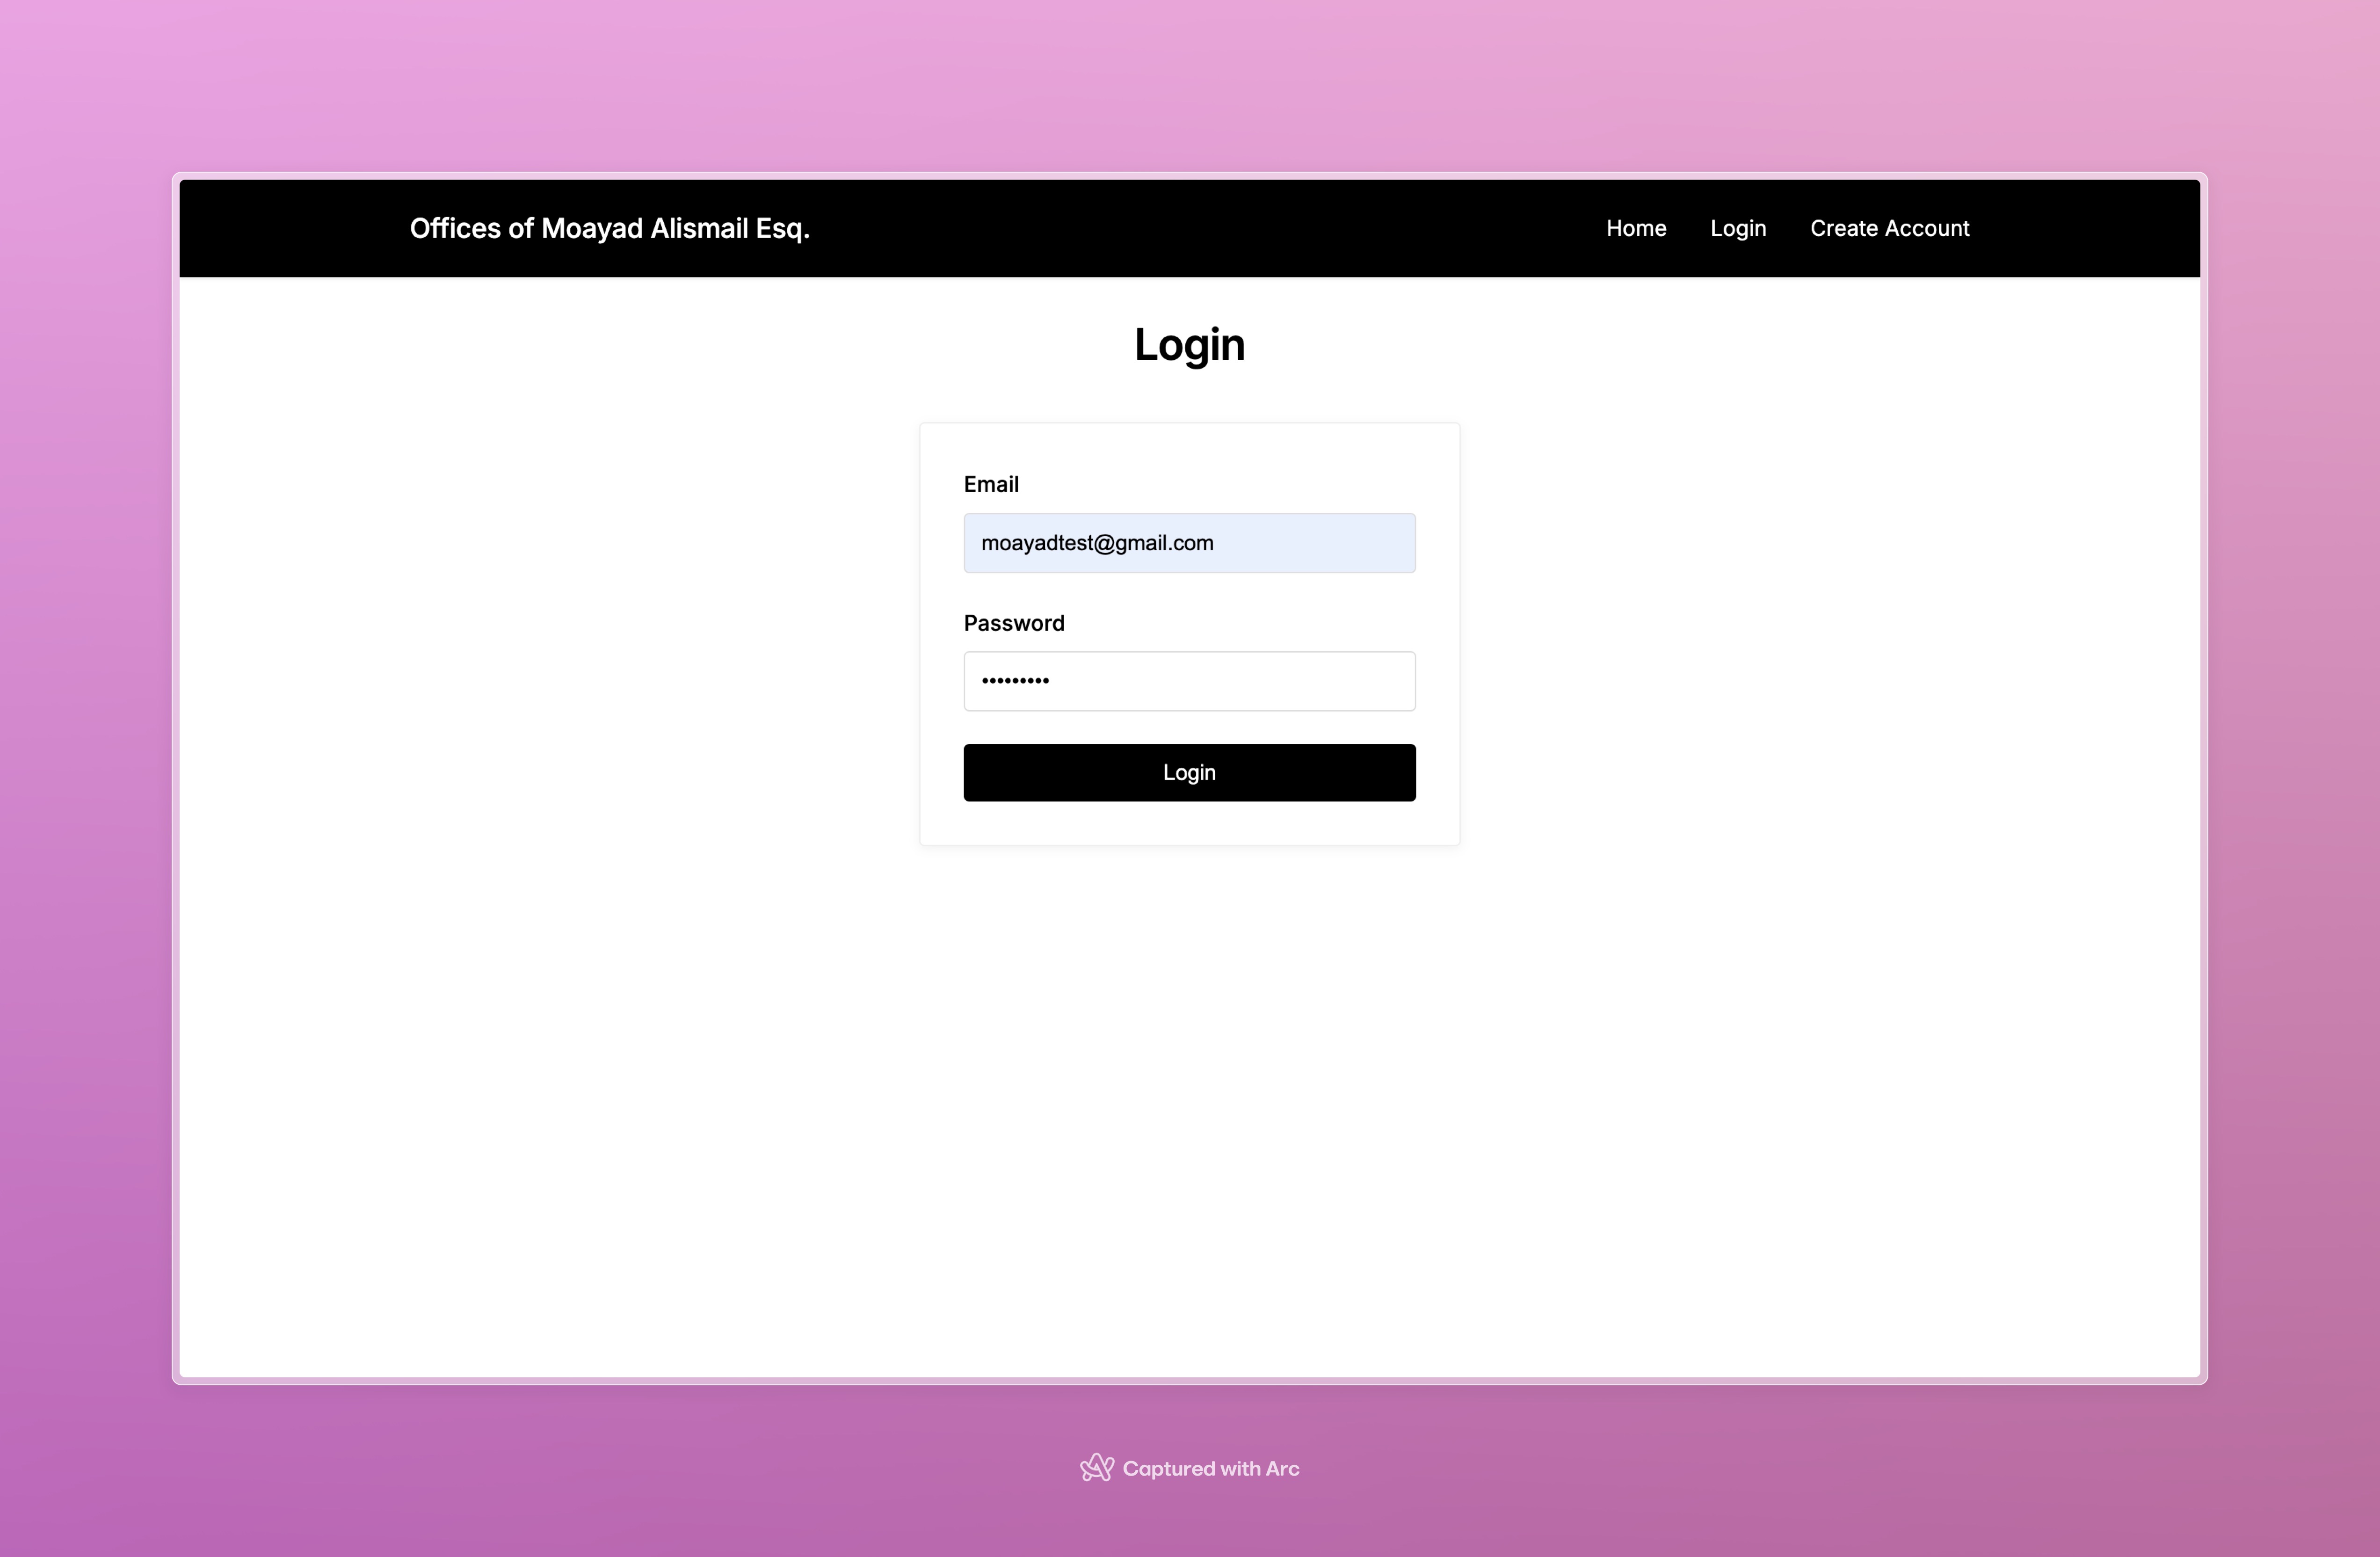 Offices of Moayad Alismail Esq.
Home Login Create Account
Login
Email
moayadtest@gmail.com
Password
•••••••••
Login
Captured with Arc